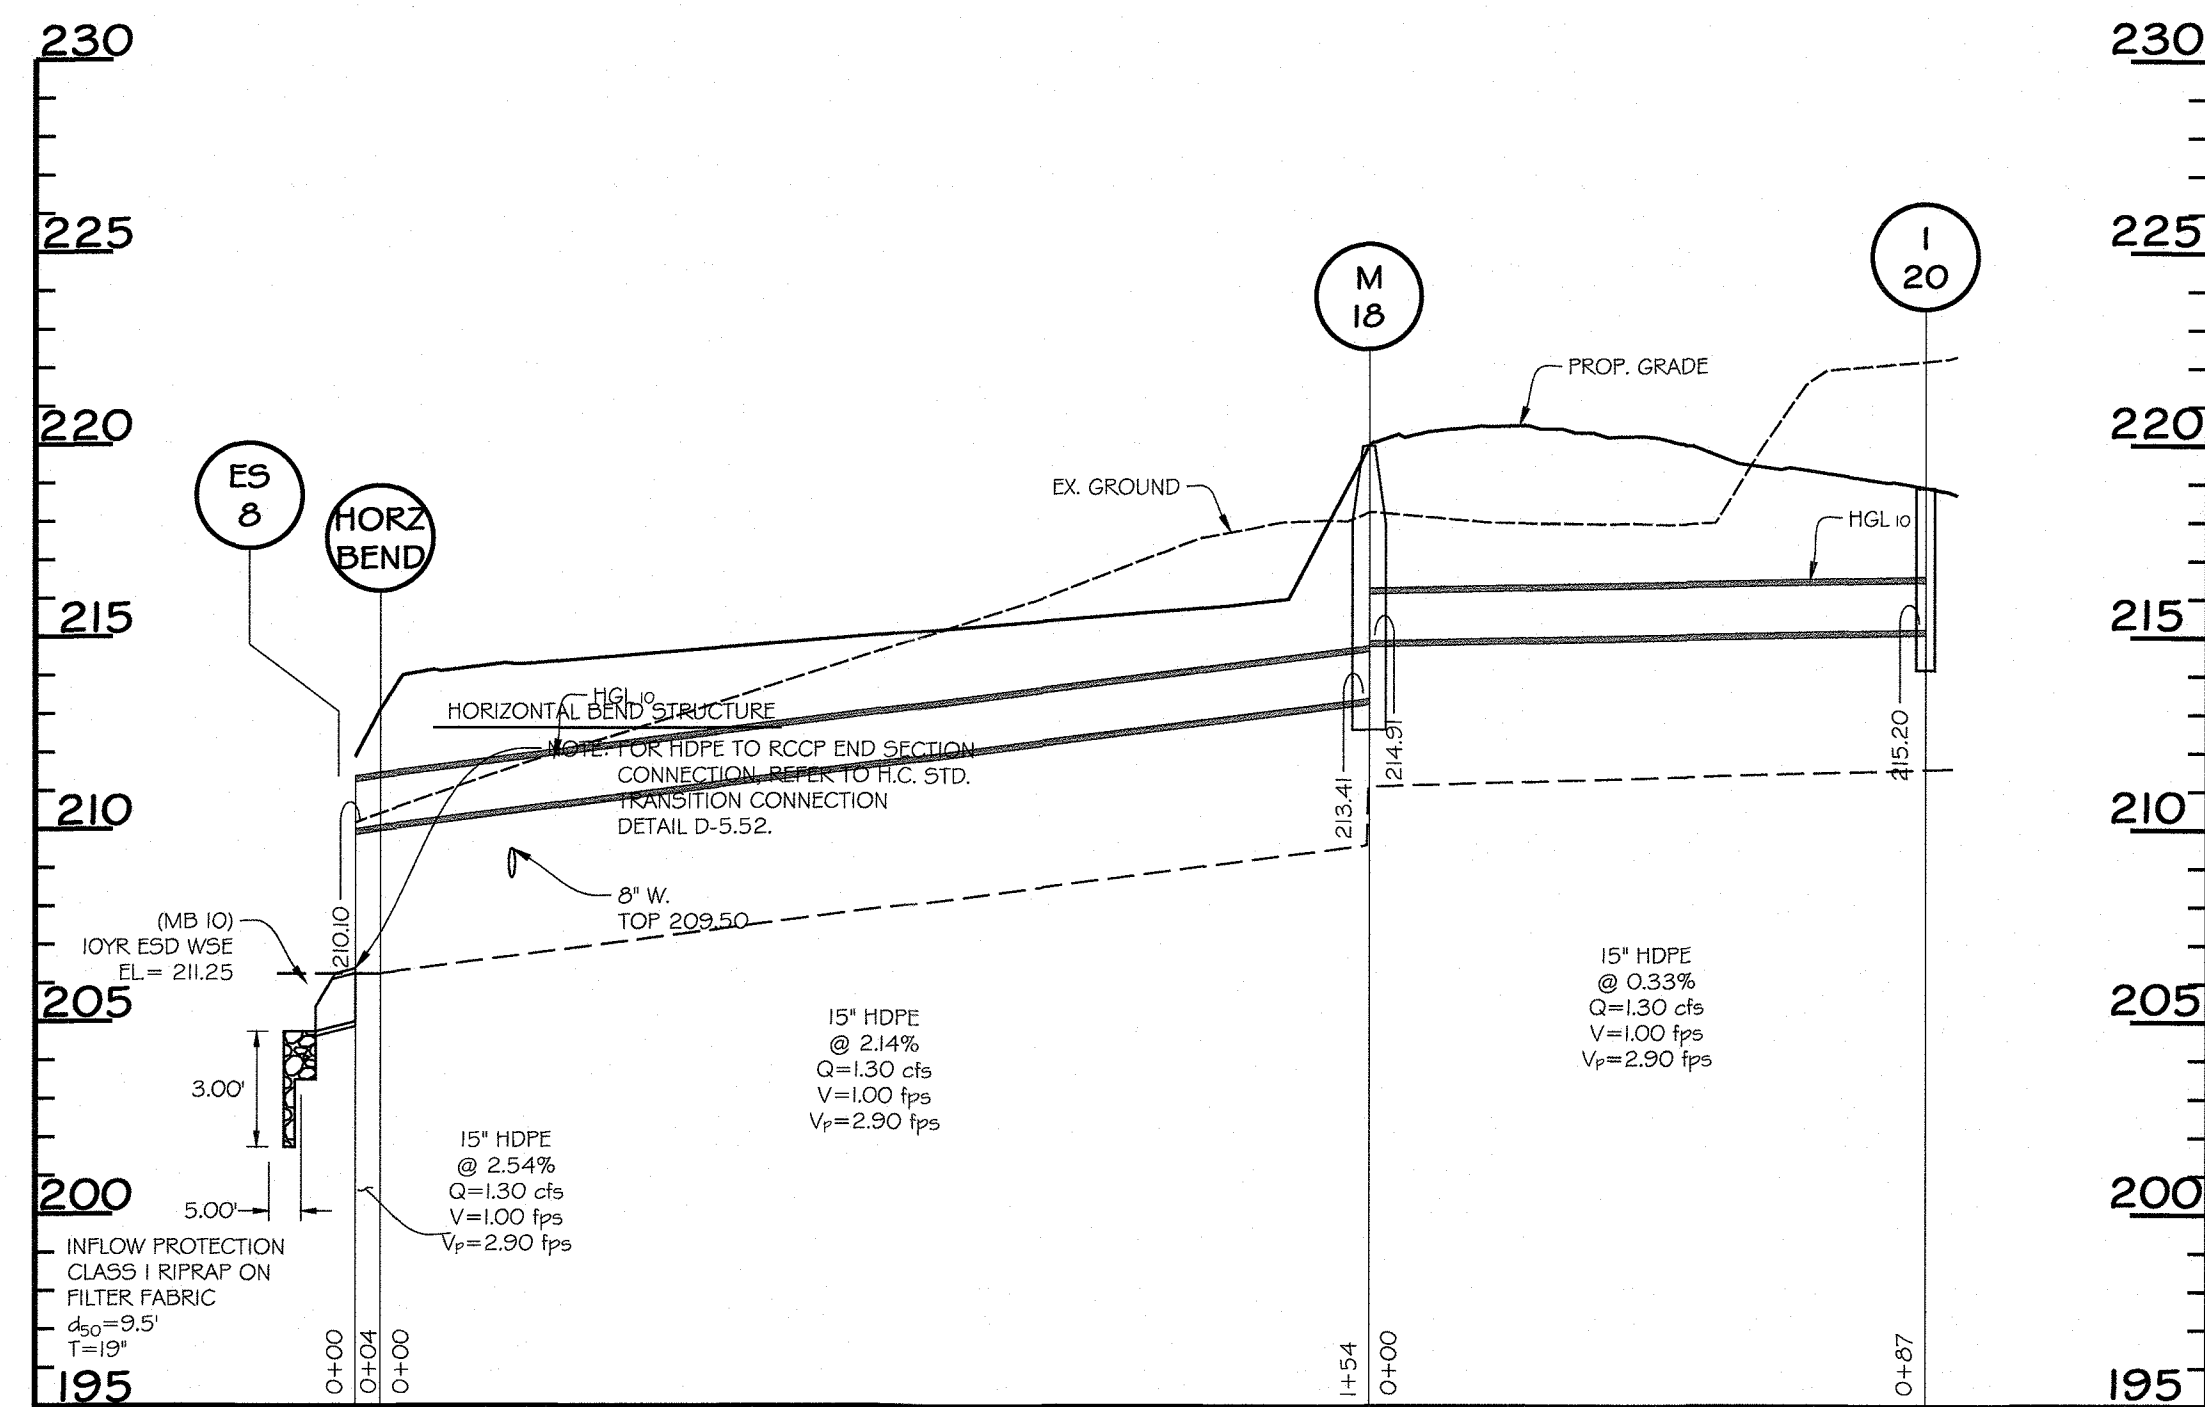 230
230
225
225
220
220
215
215
210
210
205
205
200
200
195
195
ES
8
HORZ
BEND
M
18
I
20
PROP. GRADE
EX. GROUND
HGL 10
HGL 10
HORIZONTAL BEND STRUCTURE
NOTE: FOR HDPE TO RCCP END SECTION
CONNECTION, REFER TO H.C. STD.
TRANSITION CONNECTION
DETAIL D-5.52.
8" W.
TOP 209.50
(MB 10)
10YR ESD WSE
EL= 211.25
210.10
213.41
214.91
215.20
3.00'
5.00'
INFLOW PROTECTION
CLASS I RIPRAP ON
FILTER FABRIC
d50=9.5'
T=19"
15" HDPE
@ 2.54%
Q=1.30 cfs
V=1.00 fps
VP=2.90 fps
15" HDPE
@ 2.14%
Q=1.30 cfs
V=1.00 fps
VP=2.90 fps
15" HDPE
@ 0.33%
Q=1.30 cfs
V=1.00 fps
VP=2.90 fps
0+00
0+04
0+00
1+54
0+00
0+87